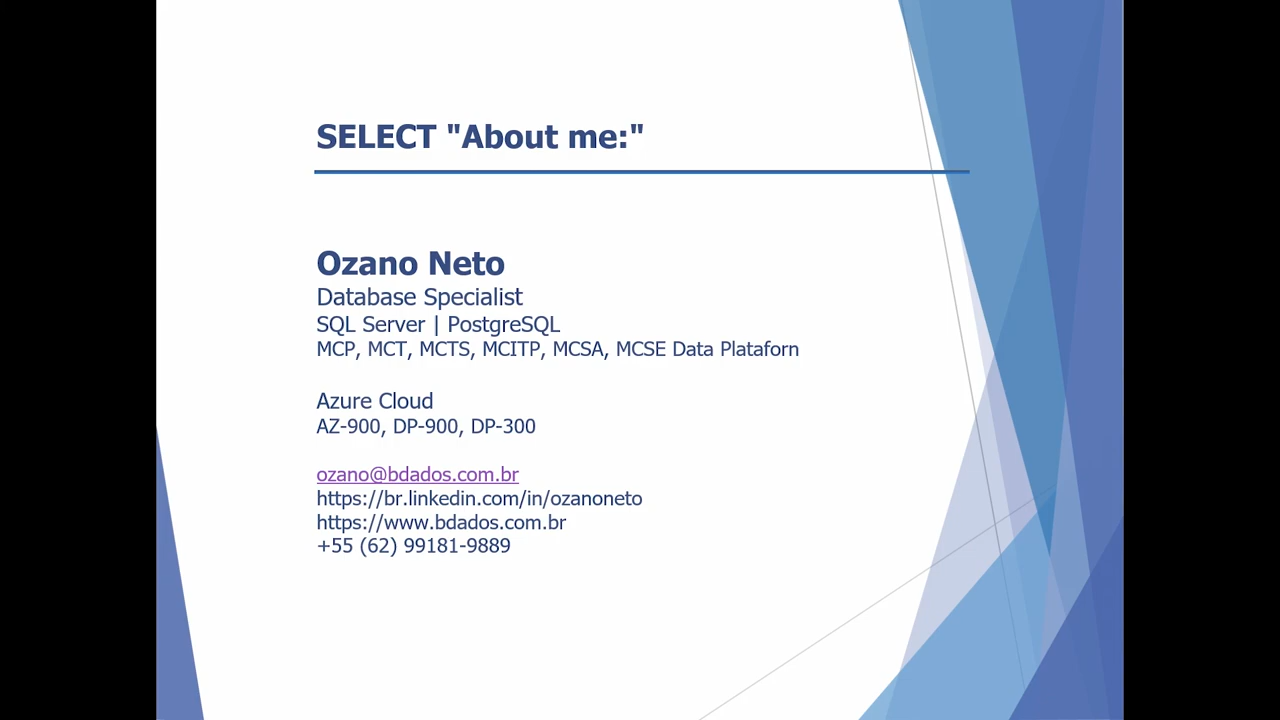 SELECT "About me:"
Ozano Neto
Database Specialist
SQL Server | PostgreSQL
MCP, MCT, MCTS, MCITP, MCSA, MCSE Data Plataforn
Azure Cloud
AZ-900, DP-900, DP-300
ozano@bdados.com.br
https://br.linkedin.com/in/ozanoneto
https://www.bdados.com.br
+55 (62) 99181-9889